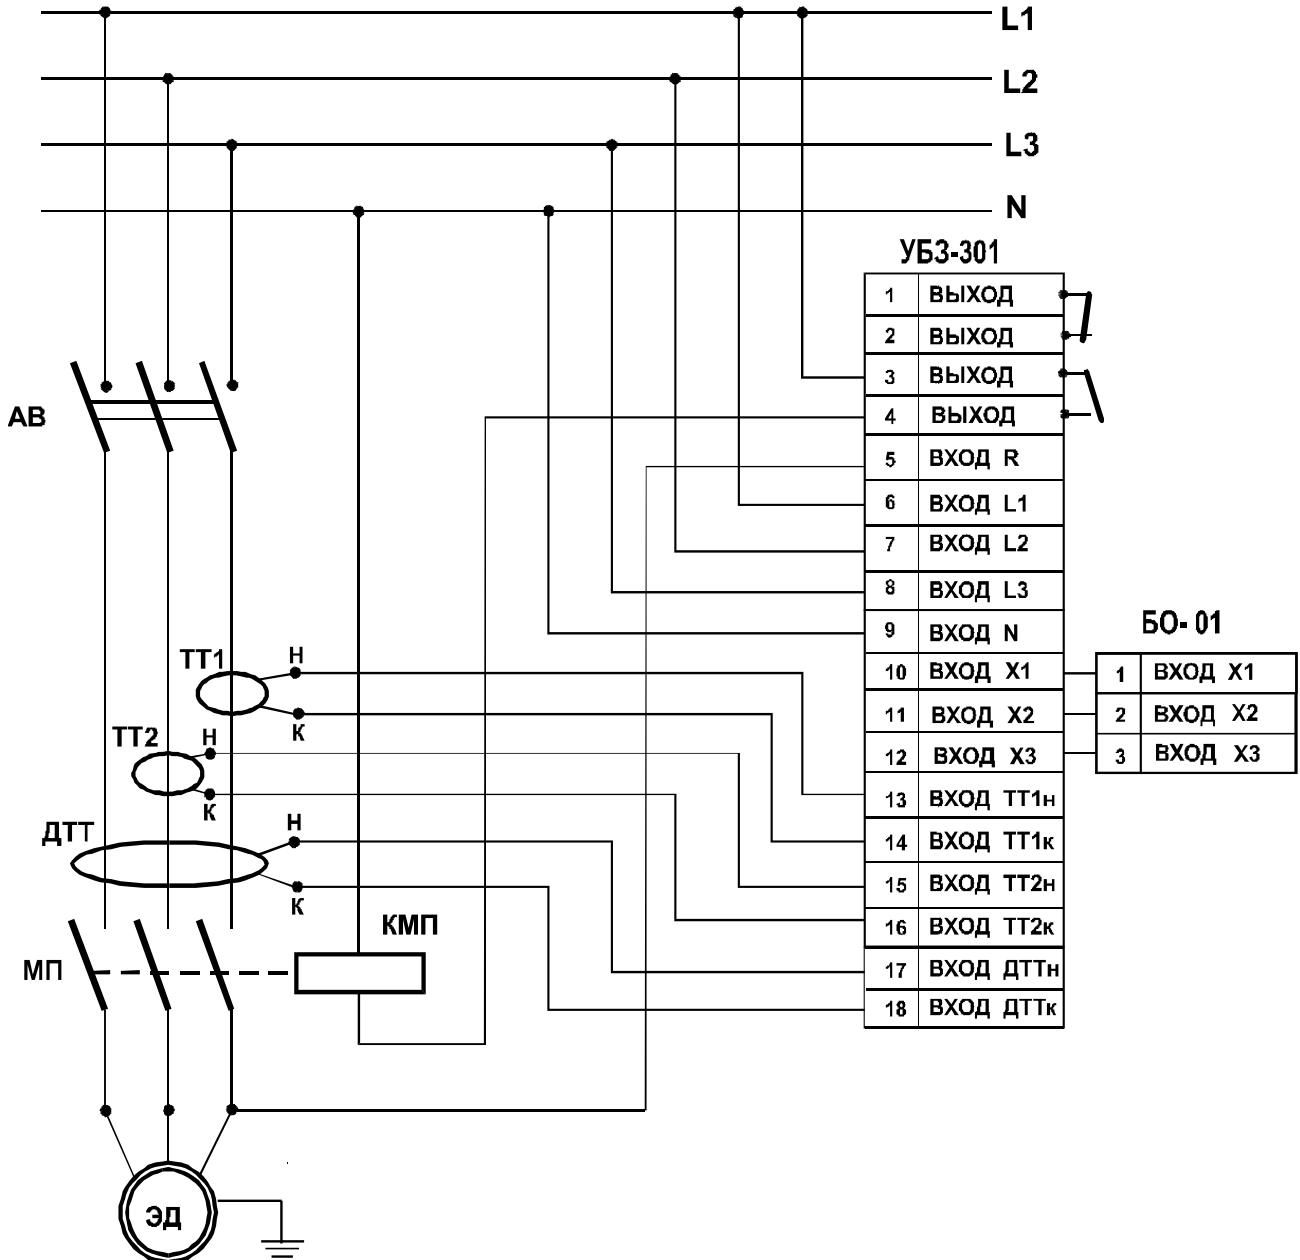 L1
L2
L3
N
УБЗ-301
1 ВЫХОД
2 ВЫХОД
3 ВЫХОД
4 ВЫХОД
5 ВХОД R
6 ВХОД L1
7 ВХОД L2
8 ВХОД L3
9 ВХОД N
10 ВХОД X1
11 ВХОД X2
12 ВХОД X3
13 ВХОД ТТ1н
14 ВХОД ТТ1к
15 ВХОД ТТ2н
16 ВХОД ТТ2к
17 ВХОД ДТТн
18 ВХОД ДТТк
БО- 01
1 ВХОД X1
2 ВХОД X2
3 ВХОД X3
АВ
ТТ1
Н
К
ТТ2
Н
К
ДТТ
Н
К
КМП
МП
ЭД